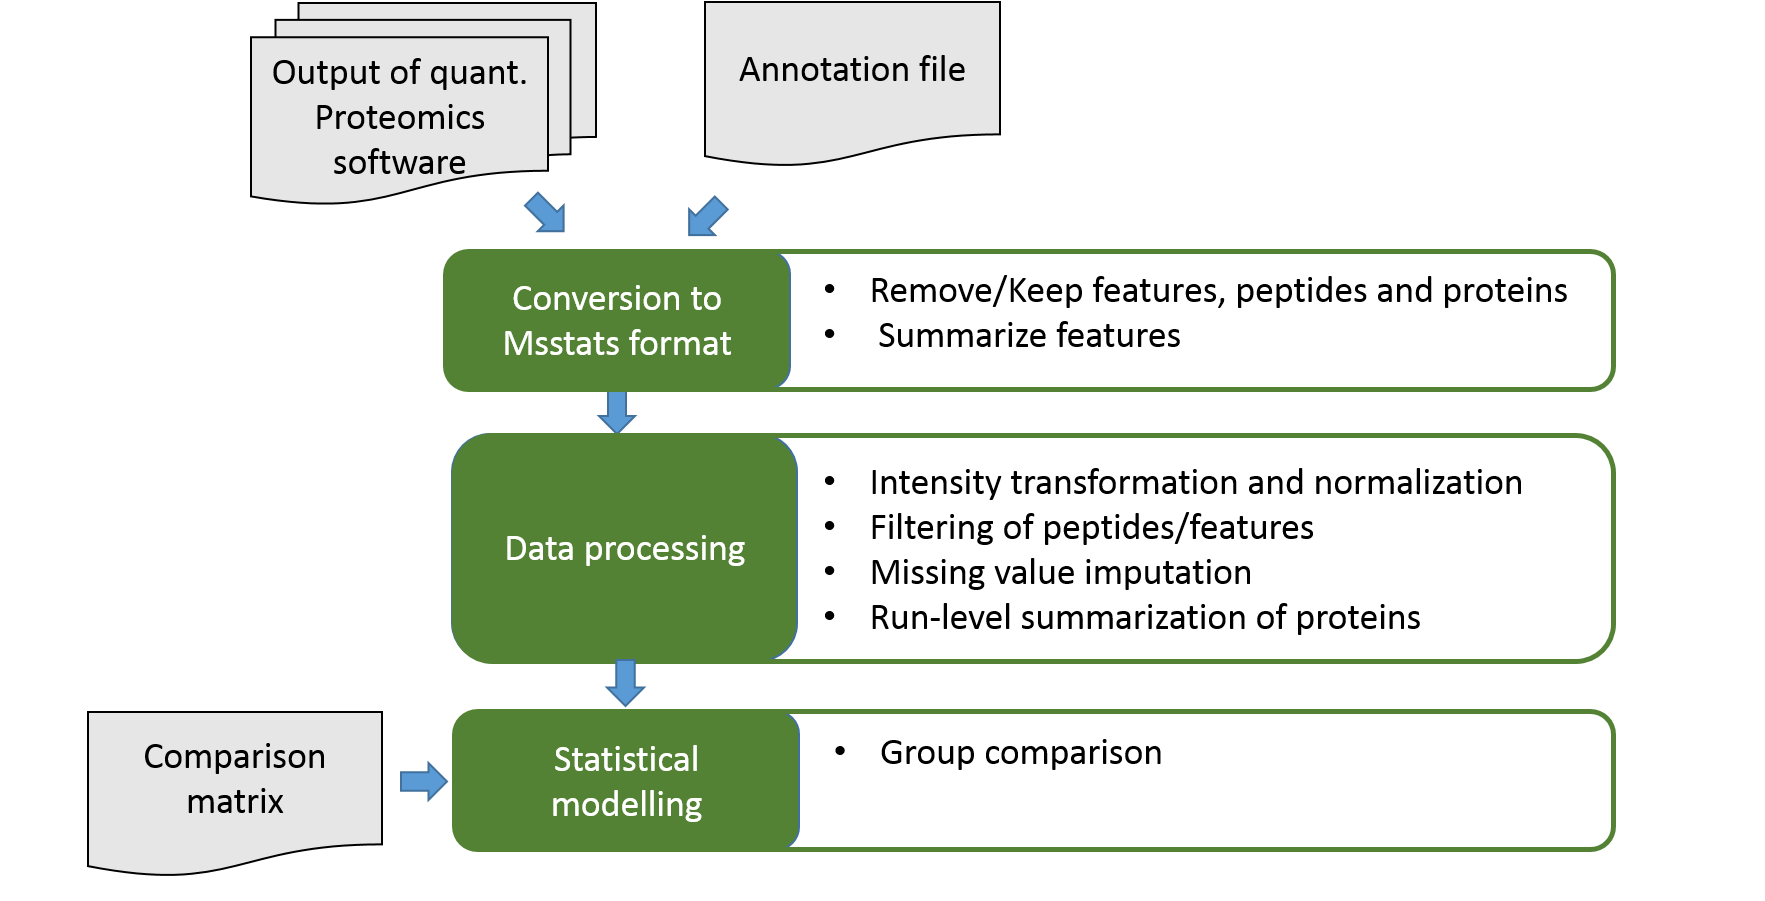 Output of quant.
Proteomics
software
Annotation file
Conversion to
Msstats format
• Remove/Keep features, peptides and proteins
• Summarize features
Data processing
• Intensity transformation and normalization
• Filtering of peptides/features
• Missing value imputation
• Run-level summarization of proteins
Comparison
matrix
Statistical
modelling
• Group comparison